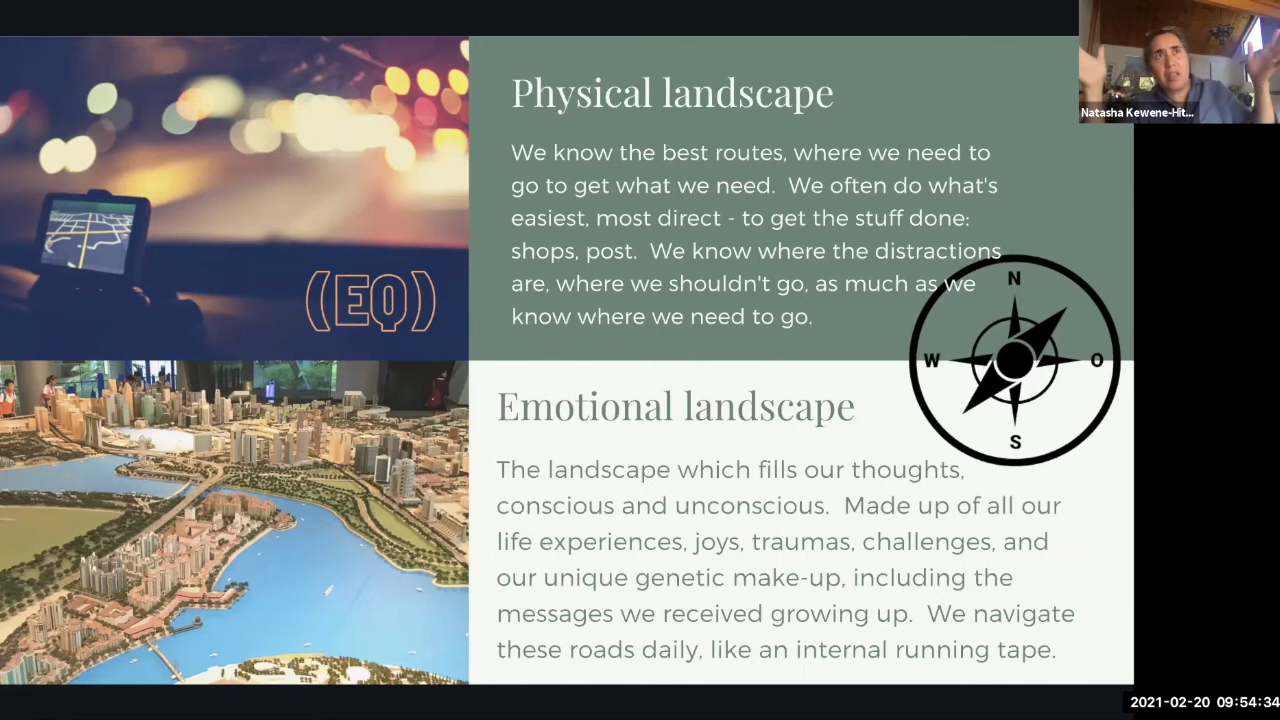 Physical landscape
We know the best routes, where we need to
go to get what we need.  We often do what's
easiest, most direct - to get the stuff done:
shops, post.  We know where the distractions
are, where we shouldn't go, as much as we
know where we need to go.
(EQ)
N
W
O
S
Emotional landscape
The landscape which fills our thoughts,
conscious and unconscious.  Made up of all our
life experiences, joys, traumas, challenges, and
our unique genetic make-up, including the
messages we received growing up.  We navigate
these roads daily, like an internal running tape.
Natasha Kewene-Hit...
2021-02-20 09:54:34